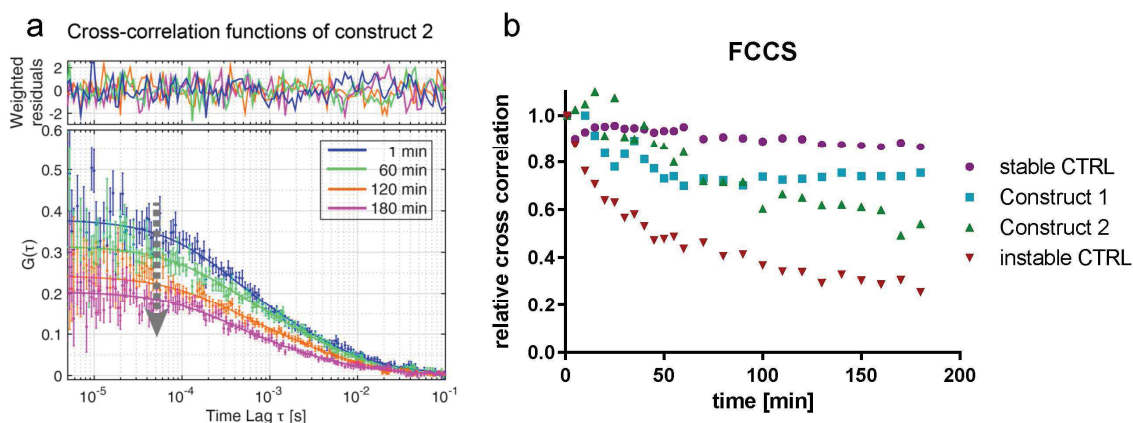 a
Cross-correlation functions of construct 2
Weighted
residuals
2
0
-2
0.6
0.5
0.4
0.3
0.2
0.1
0
G(τ)
1 min
60 min
120 min
180 min
10⁻⁵ 10⁻⁴ 10⁻³ 10⁻² 10⁻¹
Time Lag τ [s]
b
FCCS
relative cross correlation
1.0
0.8
0.6
0.4
0.2
0.0
0 50 100 150 200
time [min]
stable CTRL
Construct 1
Construct 2
instable CTRL